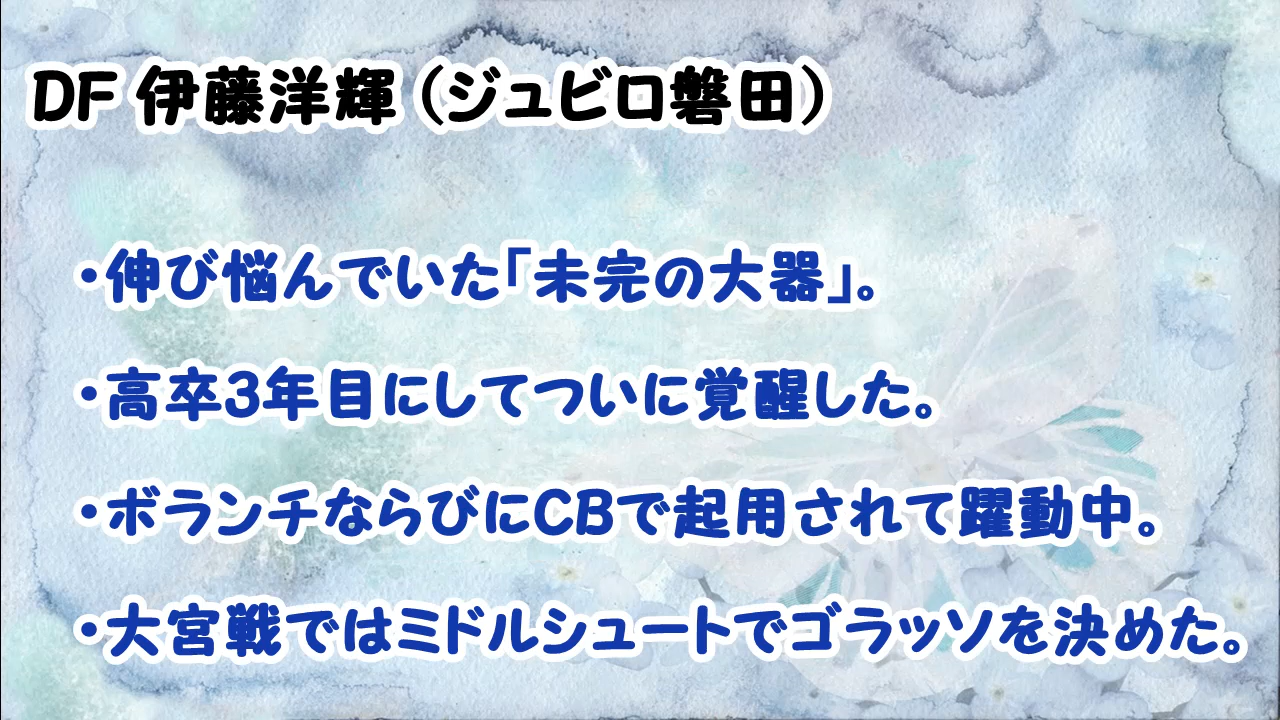 DF 伊藤洋輝 (ジュビロ磐田)
・伸び悩んでいた「未完の大器」。
・高卒3年目にしてついに覚醒した。
・ボランチならびにCBで起用されて躍動中。
・大宮戦ではミドルシュートでゴラッソを決めた。